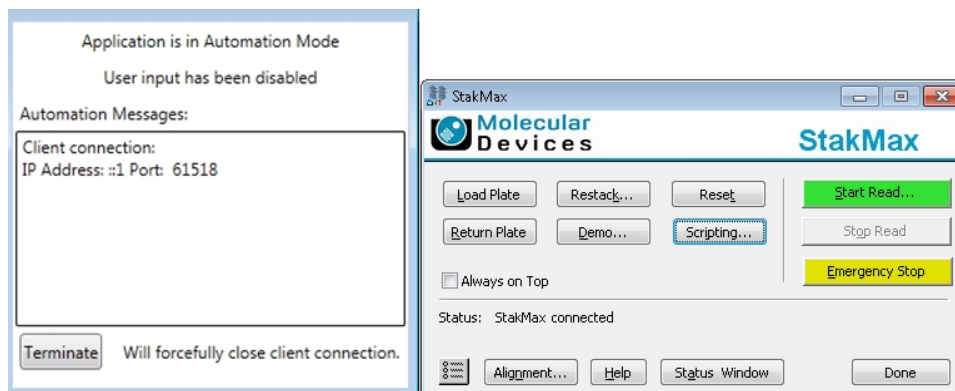 Application is in Automation Mode
User input has been disabled
Automation Messages:
Client connection:
IP Address: ::1 Port: 61518
Terminate
Will forcefully close client connection.
StakMax
Molecular
Devices
StakMax
Load Plate
Restack...
Reset
Start Read...
Return Plate
Demo...
Scripting...
Stop Read
Always on Top
Emergency Stop
Status: StakMax connected
Alignment...
Help
Status Window
Done